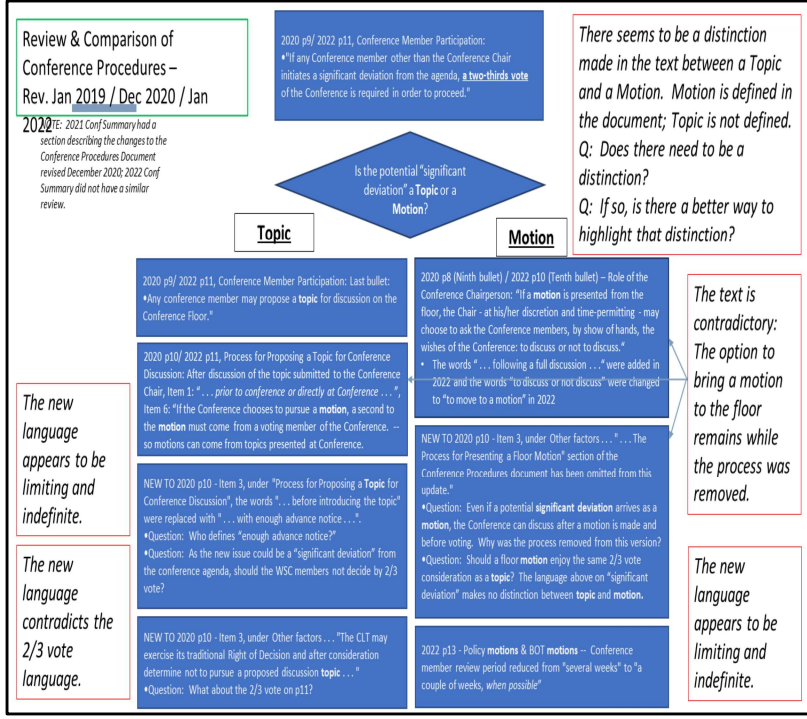 Review & Comparison of
Conference Procedures –
Rev. Jan 2019 / Dec 2020 / Jan
2022
NOTE: 2021 Conf Summary had a
section describing the changes to the
Conference Procedures Document
revised December 2020; 2022 Conf
Summary did not have a similar
review.
2020 p9/ 2022 p11, Conference Member Participation:
•"If any Conference member other than the Conference Chair
initiates a significant deviation from the agenda, a two-thirds vote
of the Conference is required in order to proceed."
There seems to be a distinction
made in the text between a Topic
and a Motion. Motion is defined in
the document; Topic is not defined.
Q: Does there need to be a
distinction?
Q: If so, is there a better way to
highlight that distinction?
Is the potential "significant
deviation" a Topic or a
Motion?
Topic
Motion
2020 p9/ 2022 p11, Conference Member Participation: Last bullet:
•Any conference member may propose a topic for discussion on the
Conference Floor."
2020 p10/ 2022 p11, Process for Proposing a Topic for Conference
Discussion: After discussion of the topic submitted to the Conference
Chair, Item 1: " . . . prior to conference or directly at Conference . . . ",
Item 6: "If the Conference chooses to pursue a motion, a second to
the motion must come from a voting member of the Conference. --
so motions can come from topics presented at Conference.
NEW TO 2020 p10 - Item 3, under "Process for Proposing a Topic for
Conference Discussion", the words ". . . before introducing the topic"
were replaced with " . . . with enough advance notice . . .".
•Question: Who defines "enough advance notice?"
•Question: As the new issue could be a "significant deviation" from
the conference agenda, should the WSC members not decide by 2/3
vote?
NEW TO 2020 p10 - Item 3, under Other factors . . . "The CLT may
exercise its traditional Right of Decision and after consideration
determine not to pursue a proposed discussion topic . . . "
•Question: What about the 2/3 vote on p11?
2020 p8 (Ninth bullet) / 2022 p10 (Tenth bullet) – Role of the
Conference Chairperson: "If a motion is presented from the
floor, the Chair - at his/her discretion and time-permitting - may
choose to ask the Conference members, by show of hands, the
wishes of the Conference: to discuss or not to discuss."
• The words " . . . following a full discussion . . ." were added in
2022 and the words "to discuss or not discuss" were changed
to "to move to a motion" in 2022
NEW TO 2020 p10 - Item 3, under Other factors . . . " . . . The
Process for Presenting a Floor Motion" section of the
Conference Procedures document has been omitted from this
update."
•Question: Even if a potential significant deviation arrives as a
motion, the Conference can discuss after a motion is made and
before voting. Why was the process removed from this version?
•Question: Should a floor motion enjoy the same 2/3 vote
consideration as a topic? The language above on "significant
deviation" makes no distinction between topic and motion.
2022 p13 - Policy motions & BOT motions -- Conference
member review period reduced from "several weeks" to "a
couple of weeks, when possible"
The new
language
appears to be
limiting and
indefinite.
The new
language
contradicts the
2/3 vote
language.
The text is
contradictory:
The option to
bring a motion
to the floor
remains while
the process was
removed.
The new
language
appears to be
limiting and
indefinite.